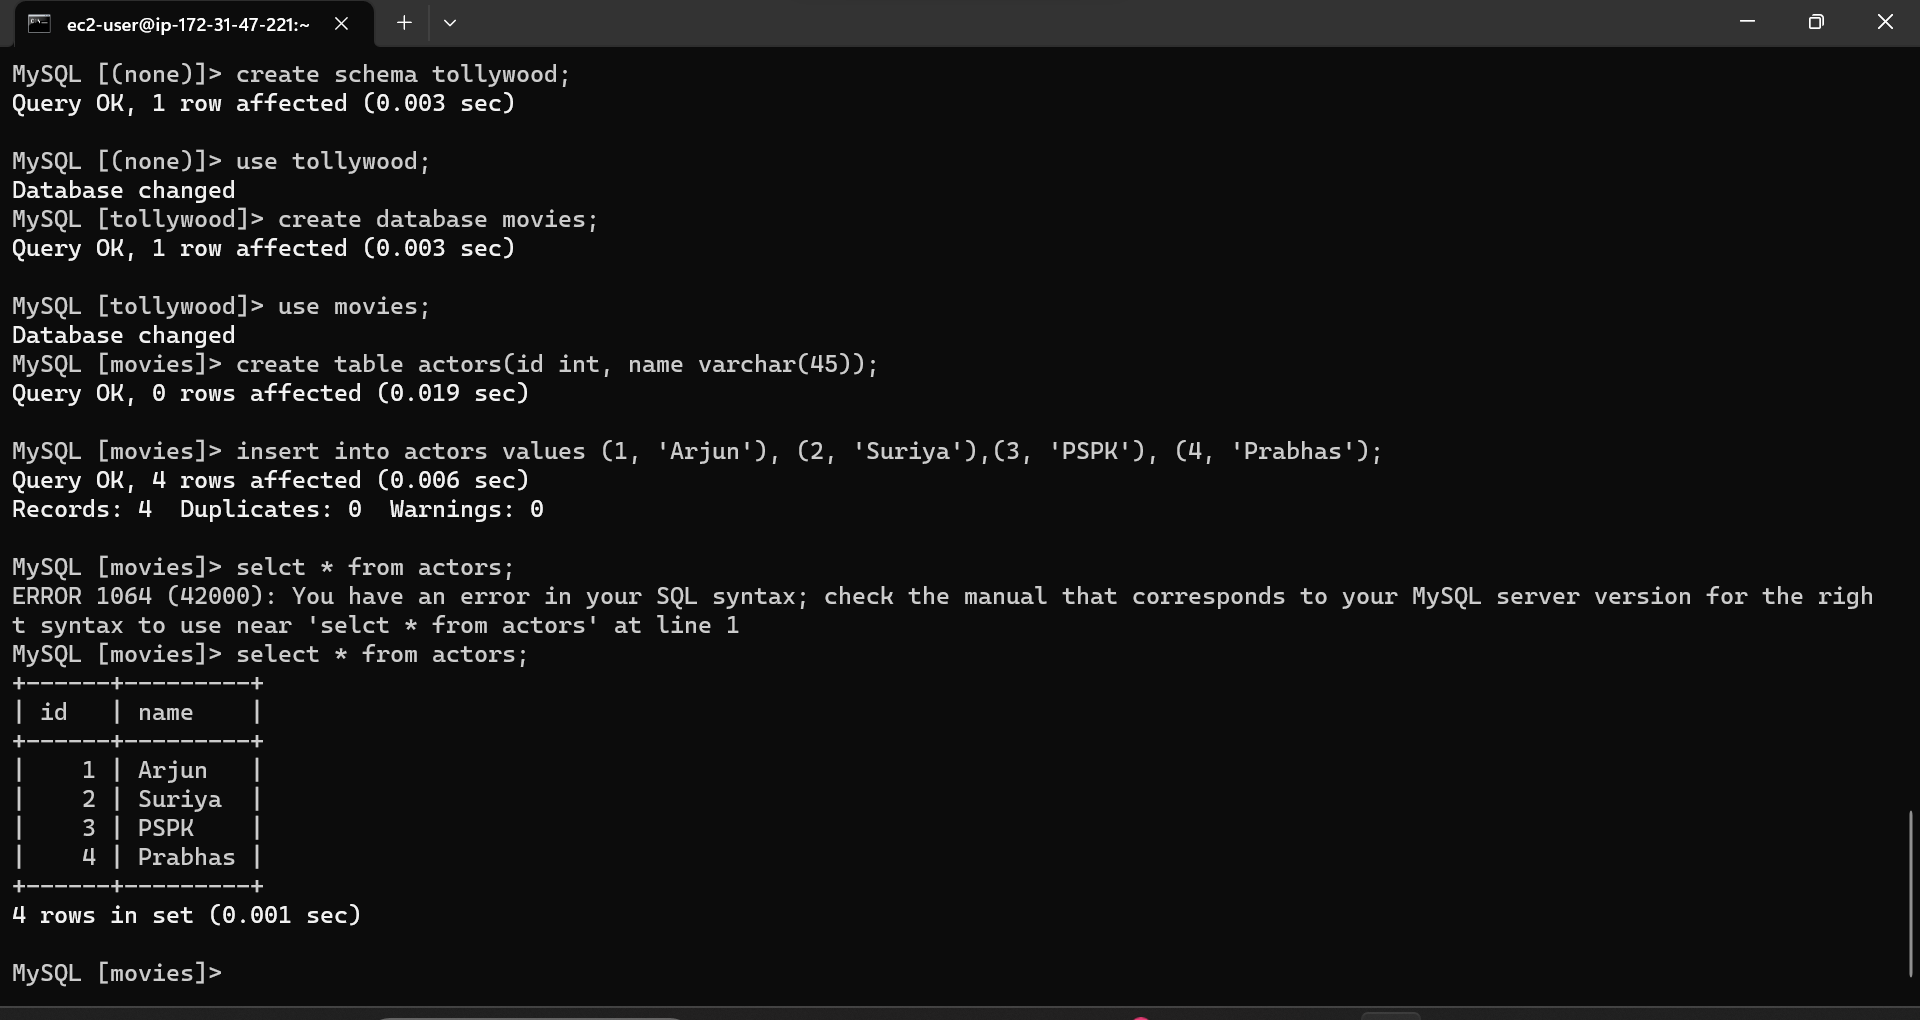 ec2-user@ip-172-31-47-221:~
MySQL [(none)]> create schema tollywood;
Query OK, 1 row affected (0.003 sec)
MySQL [(none)]> use tollywood;
Database changed
MySQL [tollywood]> create database movies;
Query OK, 1 row affected (0.003 sec)
MySQL [tollywood]> use movies;
Database changed
MySQL [movies]> create table actors(id int, name varchar(45));
Query OK, 0 rows affected (0.019 sec)
MySQL [movies]> insert into actors values (1, 'Arjun'), (2, 'Suriya'),(3, 'PSPK'), (4, 'Prabhas');
Query OK, 4 rows affected (0.006 sec)
Records: 4  Duplicates: 0  Warnings: 0
MySQL [movies]> selct * from actors;
ERROR 1064 (42000): You have an error in your SQL syntax; check the manual that corresponds to your MySQL server version for the righ
t syntax to use near 'selct * from actors' at line 1
MySQL [movies]> select * from actors;
+------+---------+
| id   | name    |
+------+---------+
|    1 | Arjun   |
|    2 | Suriya  |
|    3 | PSPK    |
|    4 | Prabhas |
+------+---------+
4 rows in set (0.001 sec)
MySQL [movies]>